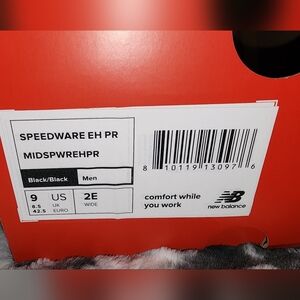 SPEEDWARE EH PR
MIDSPWREHPR
Black/Black Men
9 US 2E
8.5 UK WIDE
42.5 EURO
8 10119 13097 6
comfort while
you work
NB
new balance